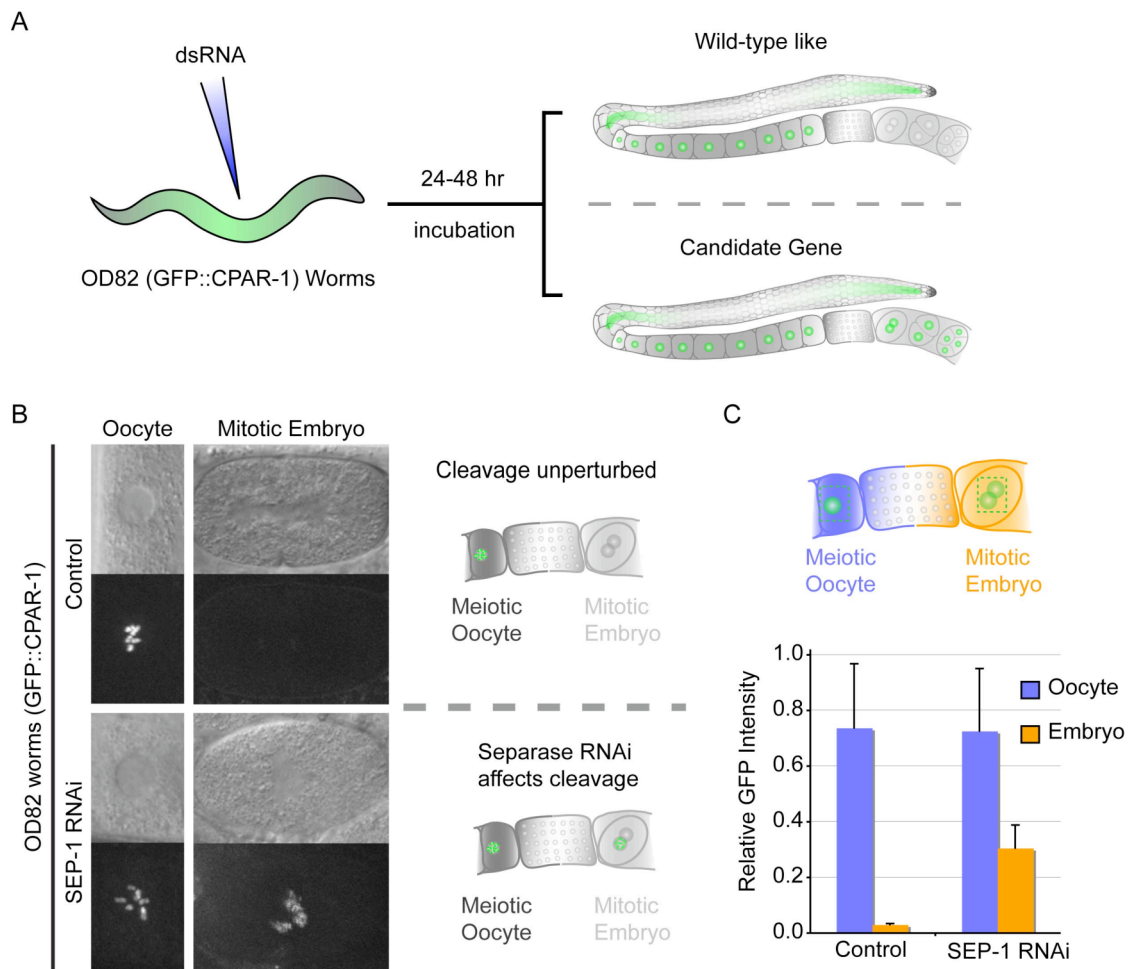 A
dsRNA
OD82 (GFP::CPAR-1) Worms
24-48 hr
incubation
Wild-type like
Candidate Gene
B
Oocyte
Mitotic Embryo
OD82 worms (GFP::CPAR-1)
Control
SEP-1 RNAi
Cleavage unperturbed
Meiotic
Oocyte
Mitotic
Embryo
Separase RNAi
affects cleavage
Meiotic
Oocyte
Mitotic
Embryo
C
Meiotic
Oocyte
Mitotic
Embryo
Relative GFP Intensity
1.0
0.8
0.6
0.4
0.2
0.0
Oocyte
Embryo
Control
SEP-1 RNAi